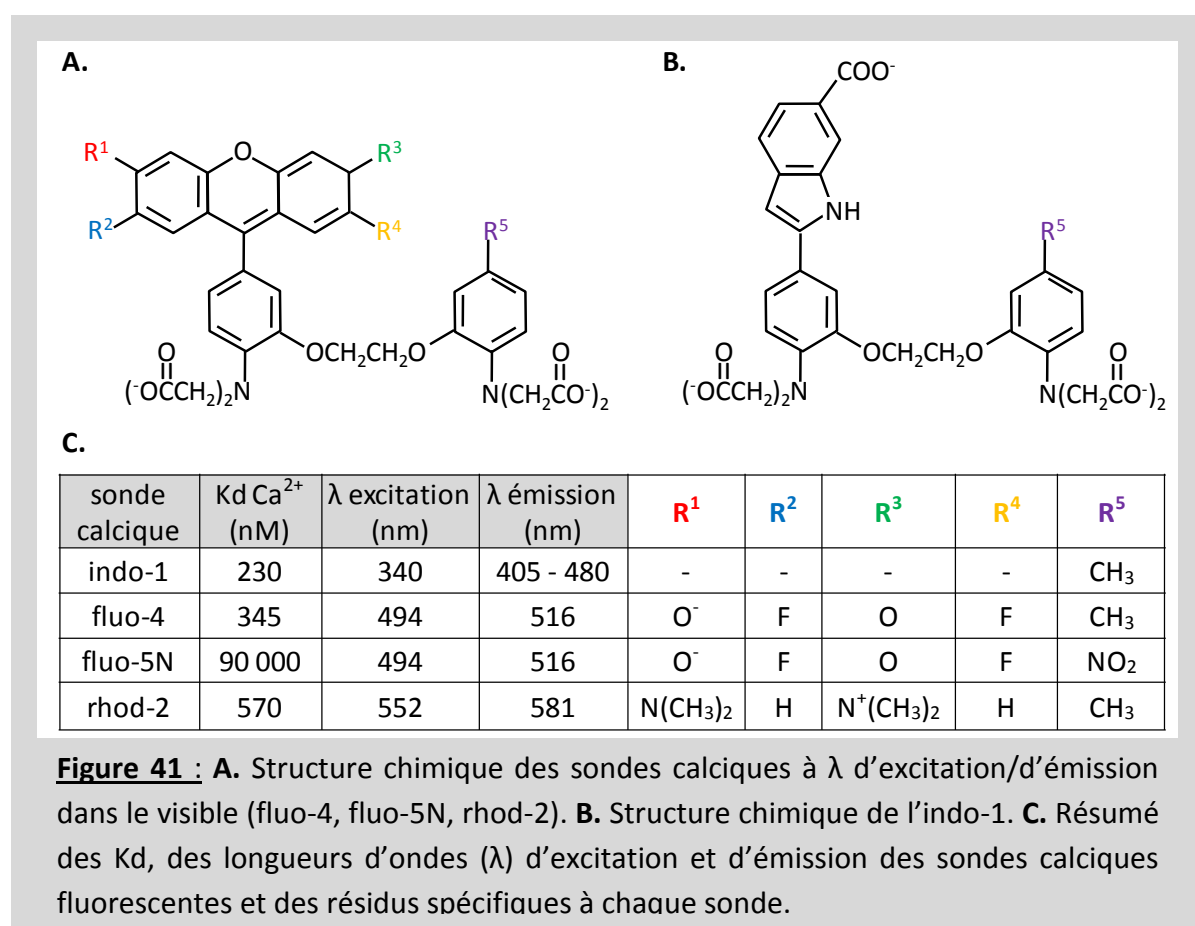 A.
B.
COO⁻
R¹
O
R³
R²
R⁴
NH
R⁵
R⁵
OCH₂CH₂O
OCH₂CH₂O
O
O
O
O
(⁻OCCH₂)₂N
N(CH₂CO⁻)₂
(⁻OCCH₂)₂N
N(CH₂CO⁻)₂
C.
sonde calcique | Kd Ca²⁺ (nM) | λ excitation (nm) | λ émission (nm) | R¹ | R² | R³ | R⁴ | R⁵
indo-1 | 230 | 340 | 405 - 480 | - | - | - | - | CH₃
fluo-4 | 345 | 494 | 516 | O⁻ | F | O | F | CH₃
fluo-5N | 90 000 | 494 | 516 | O⁻ | F | O | F | NO₂
rhod-2 | 570 | 552 | 581 | N(CH₃)₂ | H | N⁺(CH₃)₂ | H | CH₃
Figure 41 : A. Structure chimique des sondes calciques à λ d'excitation/d'émission
dans le visible (fluo-4, fluo-5N, rhod-2). B. Structure chimique de l'indo-1. C. Résumé
des Kd, des longueurs d'ondes (λ) d'excitation et d'émission des sondes calciques
fluorescentes et des résidus spécifiques à chaque sonde.